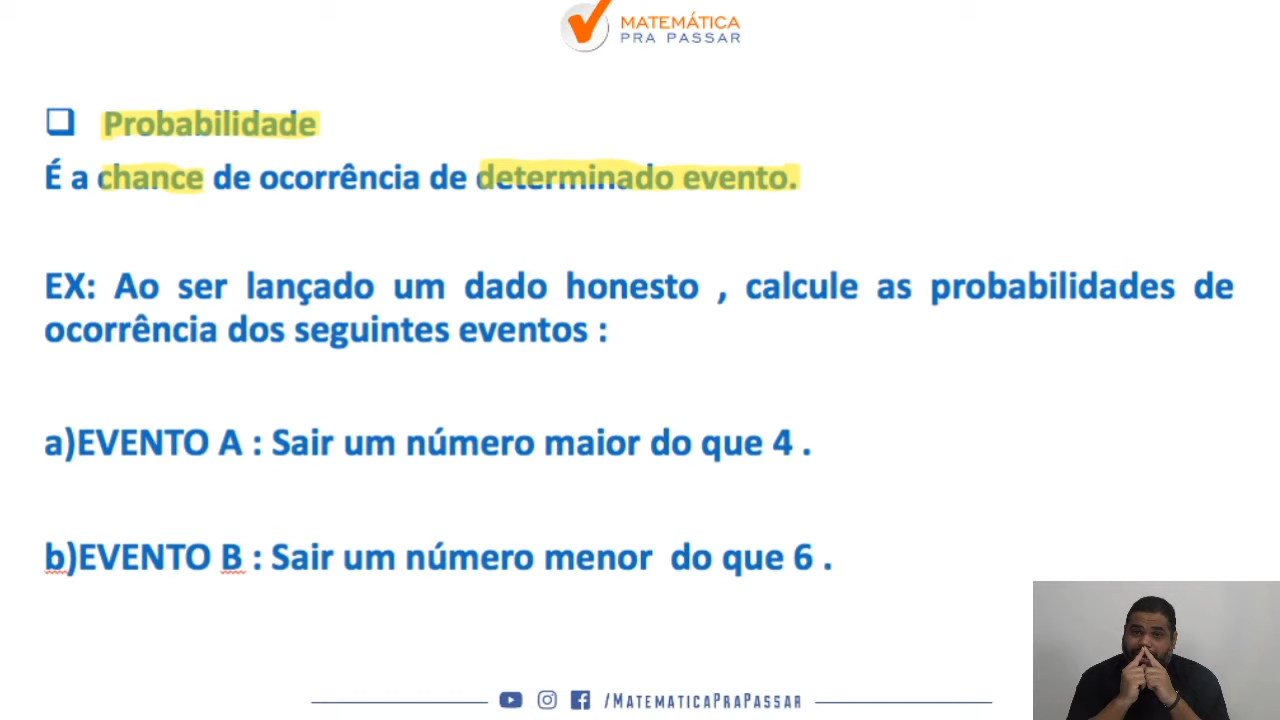 MATEMÁTICA
PRA PASSAR
Probabilidade
É a chance de ocorrência de determinado evento.
EX: Ao ser lançado um dado honesto , calcule as probabilidades de
ocorrência dos seguintes eventos :
a)EVENTO A : Sair um número maior do que 4 .
b)EVENTO B : Sair um número menor do que 6 .
/MATEMATICAPRAPASSAR